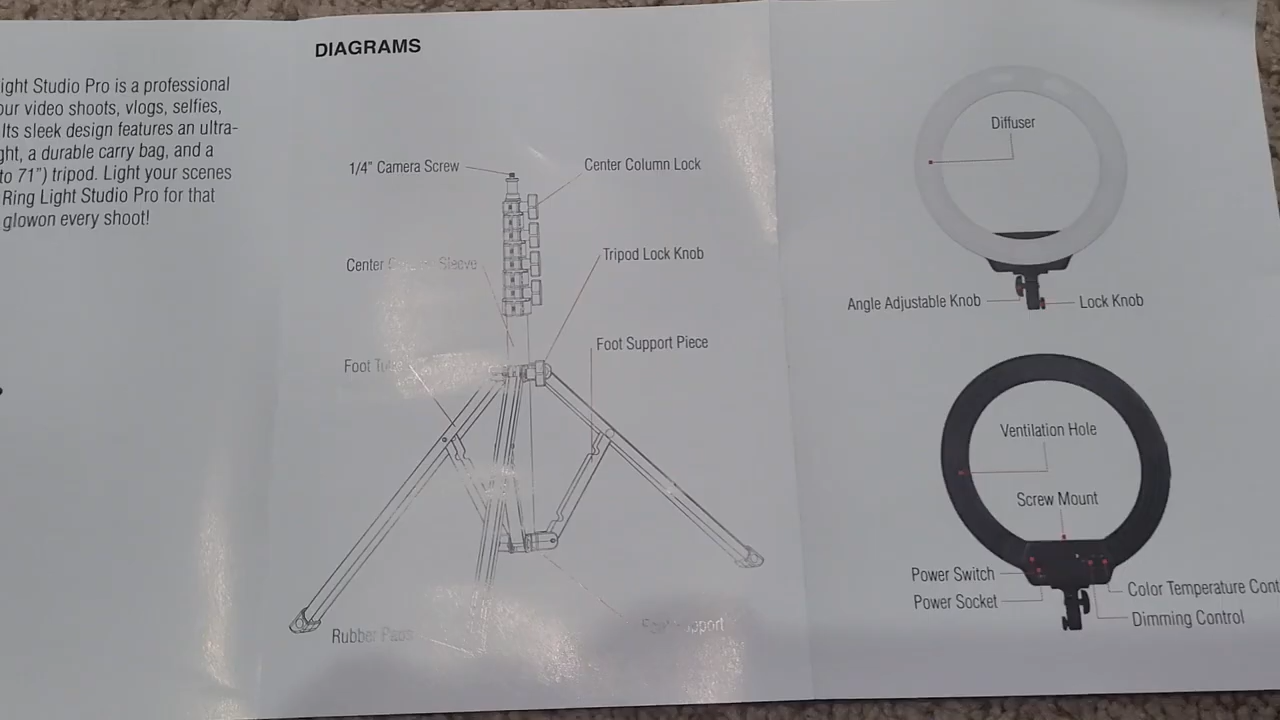 ight Studio Pro is a professional
our video shoots, vlogs, selfies,
Its sleek design features an ultra-
ght, a durable carry bag, and a
to 71") tripod. Light your scenes
Ring Light Studio Pro for that
glowon every shoot!
DIAGRAMS
1/4" Camera Screw
Center Column Lock
Center Sleeve
Tripod Lock Knob
Foot
Foot Support Piece
Rubber Pads
Support
Diffuser
Angle Adjustable Knob
Lock Knob
Ventilation Hole
Screw Mount
Power Switch
Power Socket
Color Temperature Cont
Dimming Control